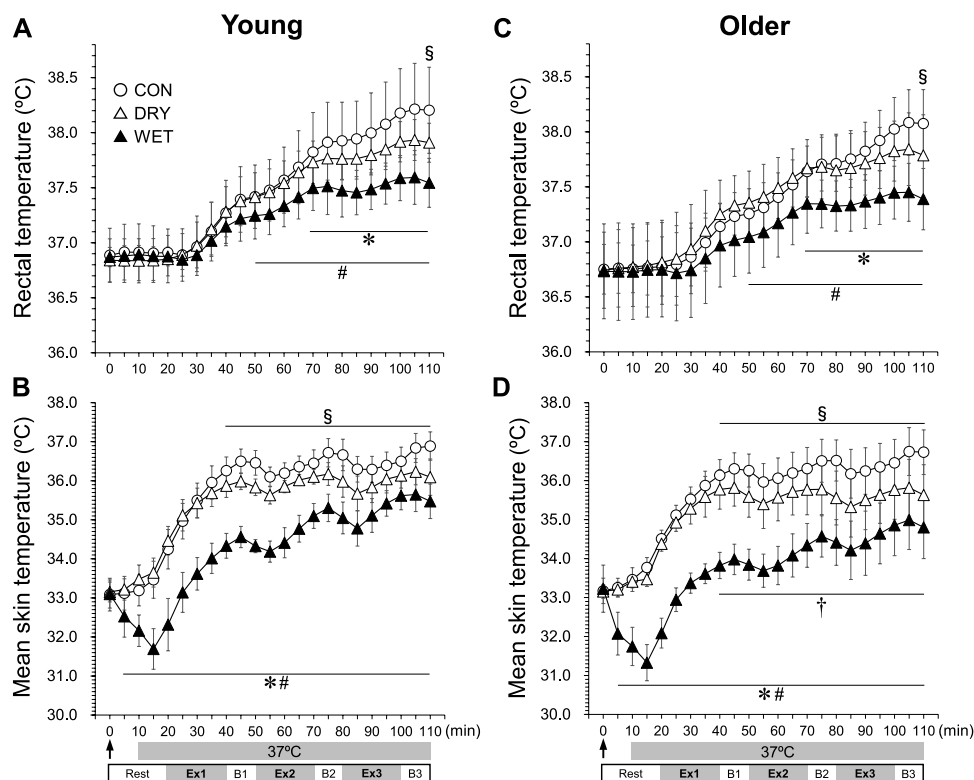 A Young
Rectal temperature (ºC)
38.5
38.0
37.5
37.0
36.5
36.0
CON
DRY
WET
§
*
#
0 10 20 30 40 50 60 70 80 90 100 110
C Older
Rectal temperature (ºC)
38.5
38.0
37.5
37.0
36.5
36.0
§
*
#
0 10 20 30 40 50 60 70 80 90 100 110
B
Mean skin temperature (ºC)
38.0
37.0
36.0
35.0
34.0
33.0
32.0
31.0
30.0
§
*#
0 10 20 30 40 50 60 70 80 90 100 110 (min)
37ºC
Rest Ex1 B1 Ex2 B2 Ex3 B3
D
Mean skin temperature (ºC)
38.0
37.0
36.0
35.0
34.0
33.0
32.0
31.0
30.0
§
†
*#
0 10 20 30 40 50 60 70 80 90 100 110 (min)
37ºC
Rest Ex1 B1 Ex2 B2 Ex3 B3